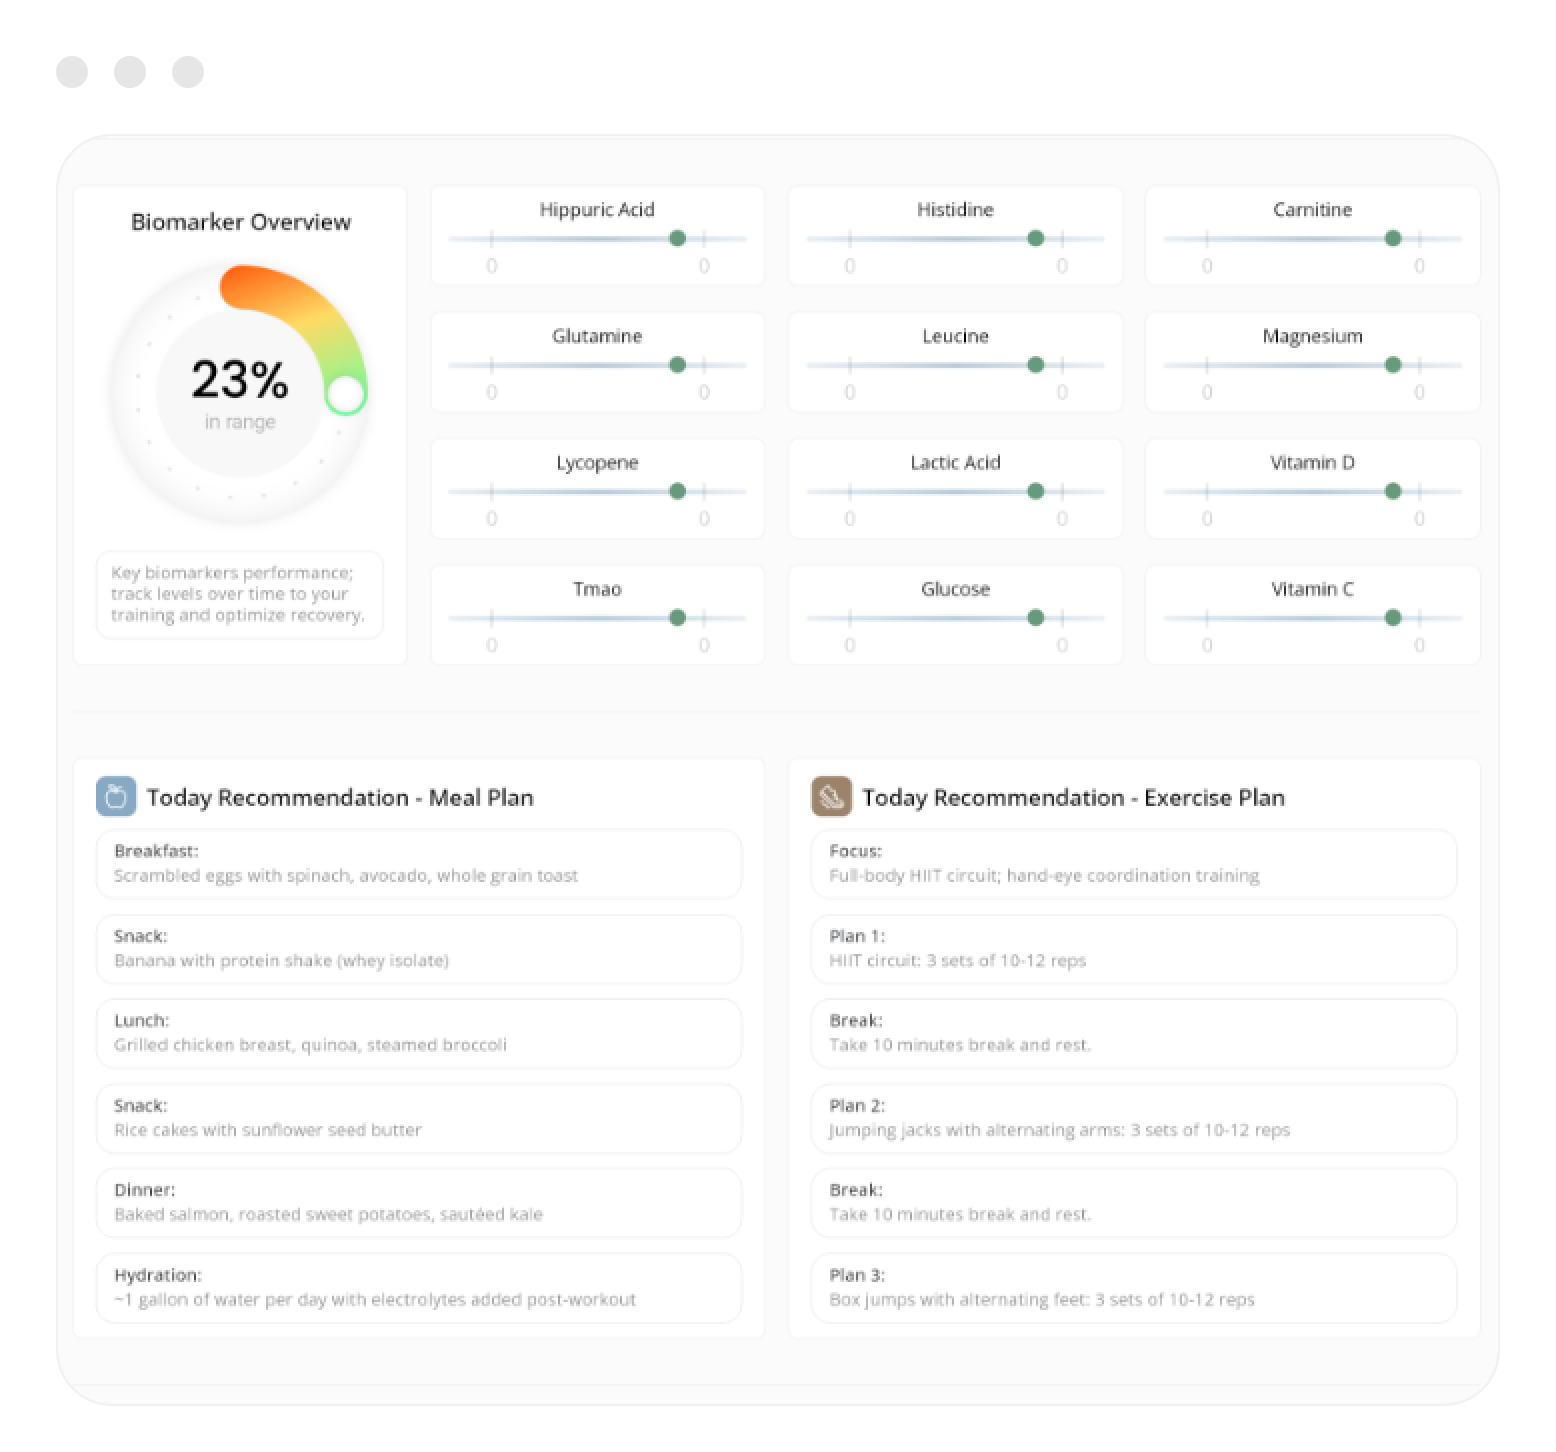 Biomarker Overview
23%
in range
Key biomarkers performance;
track levels over time to your
training and optimize recovery.
Hippuric Acid
0 0
Histidine
0 0
Carnitine
0 0
Glutamine
0 0
Leucine
0 0
Magnesium
0 0
Lycopene
0 0
Lactic Acid
0 0
Vitamin D
0 0
Tmao
0 0
Glucose
0 0
Vitamin C
0 0
Today Recommendation - Meal Plan
Breakfast:
Scrambled eggs with spinach, avocado, whole grain toast
Snack:
Banana with protein shake (whey isolate)
Lunch:
Grilled chicken breast, quinoa, steamed broccoli
Snack:
Rice cakes with sunflower seed butter
Dinner:
Baked salmon, roasted sweet potatoes, sautéed kale
Hydration:
~1 gallon of water per day with electrolytes added post-workout
Today Recommendation - Exercise Plan
Focus:
Full-body HIIT circuit; hand-eye coordination training
Plan 1:
HIIT circuit: 3 sets of 10-12 reps
Break:
Take 10 minutes break and rest.
Plan 2:
Jumping jacks with alternating arms: 3 sets of 10-12 reps
Break:
Take 10 minutes break and rest.
Plan 3:
Box jumps with alternating feet: 3 sets of 10-12 reps